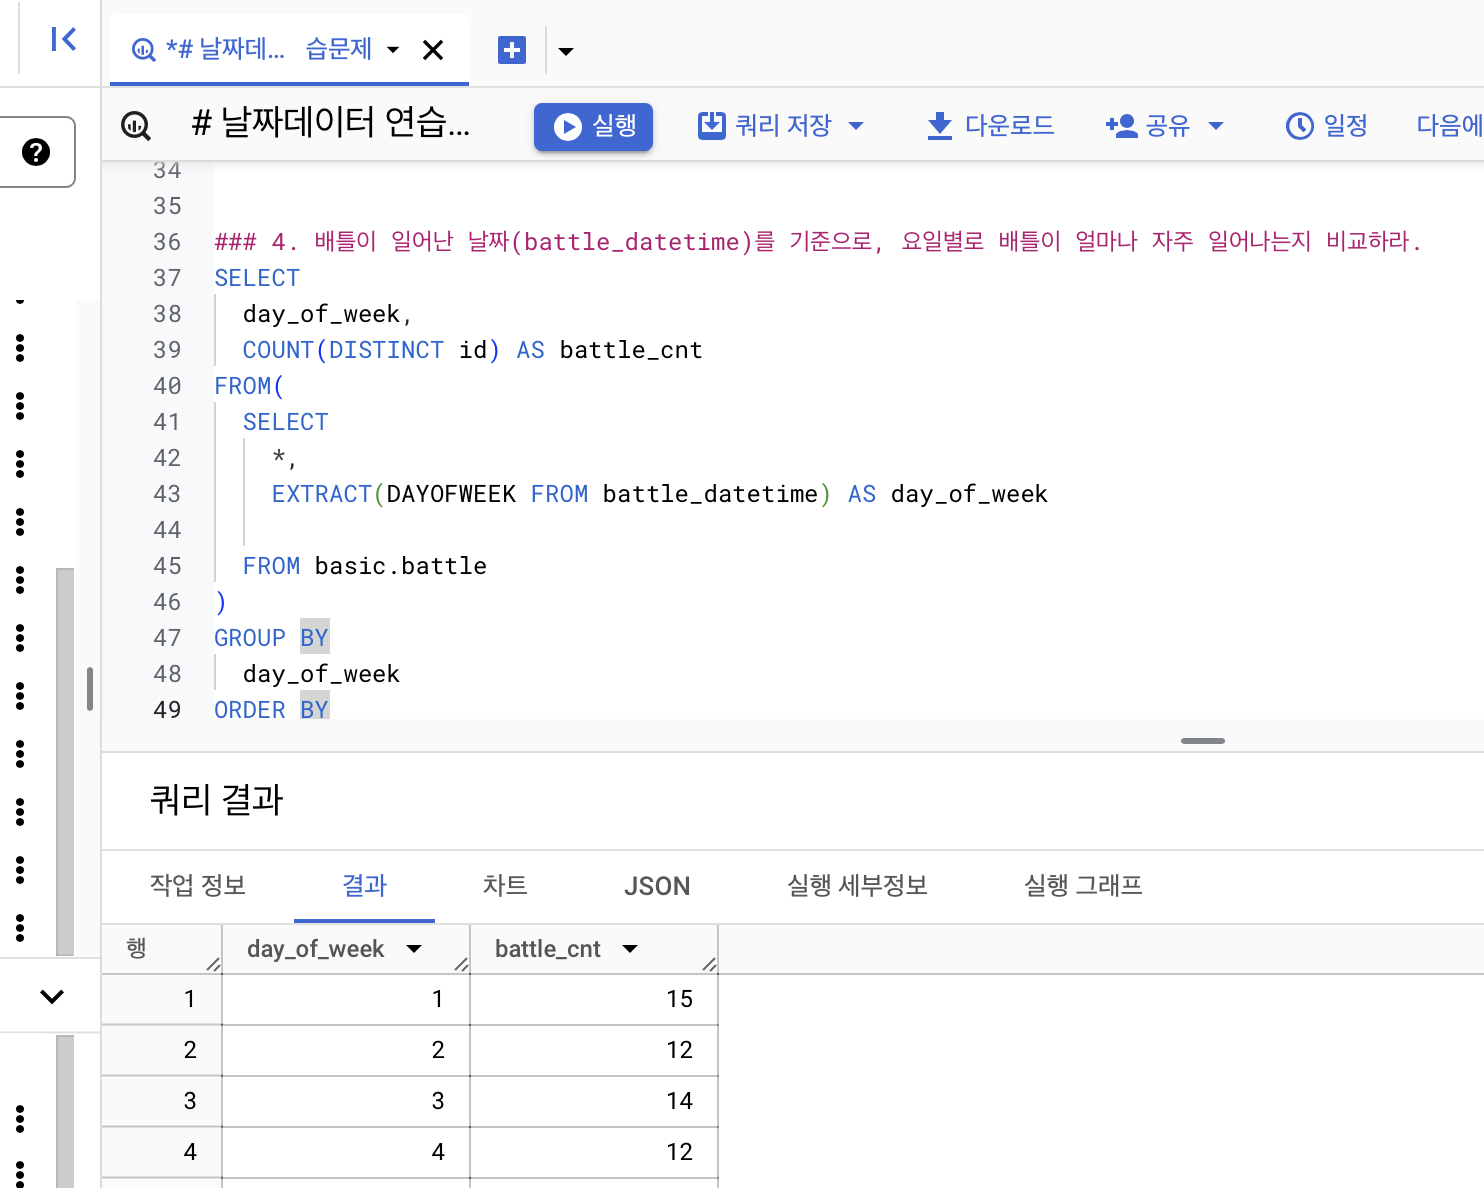 *# 날짜데... 습문제
# 날짜데이터 연습... 실행 쿼리 저장 다운로드 공유 일정 다음에
34
35
36 ### 4. 배틀이 일어난 날짜(battle_datetime)를 기준으로, 요일별로 배틀이 얼마나 자주 일어나는지 비교하라.
37 SELECT
38 day_of_week,
39 COUNT(DISTINCT id) AS battle_cnt
40 FROM(
41 SELECT
42 *,
43 EXTRACT(DAYOFWEEK FROM battle_datetime) AS day_of_week
44
45 FROM basic.battle
46 )
47 GROUP BY
48 day_of_week
49 ORDER BY
쿼리 결과
작업 정보 결과 차트 JSON 실행 세부정보 실행 그래프
행 day_of_week battle_cnt
1 1 15
2 2 12
3 3 14
4 4 12